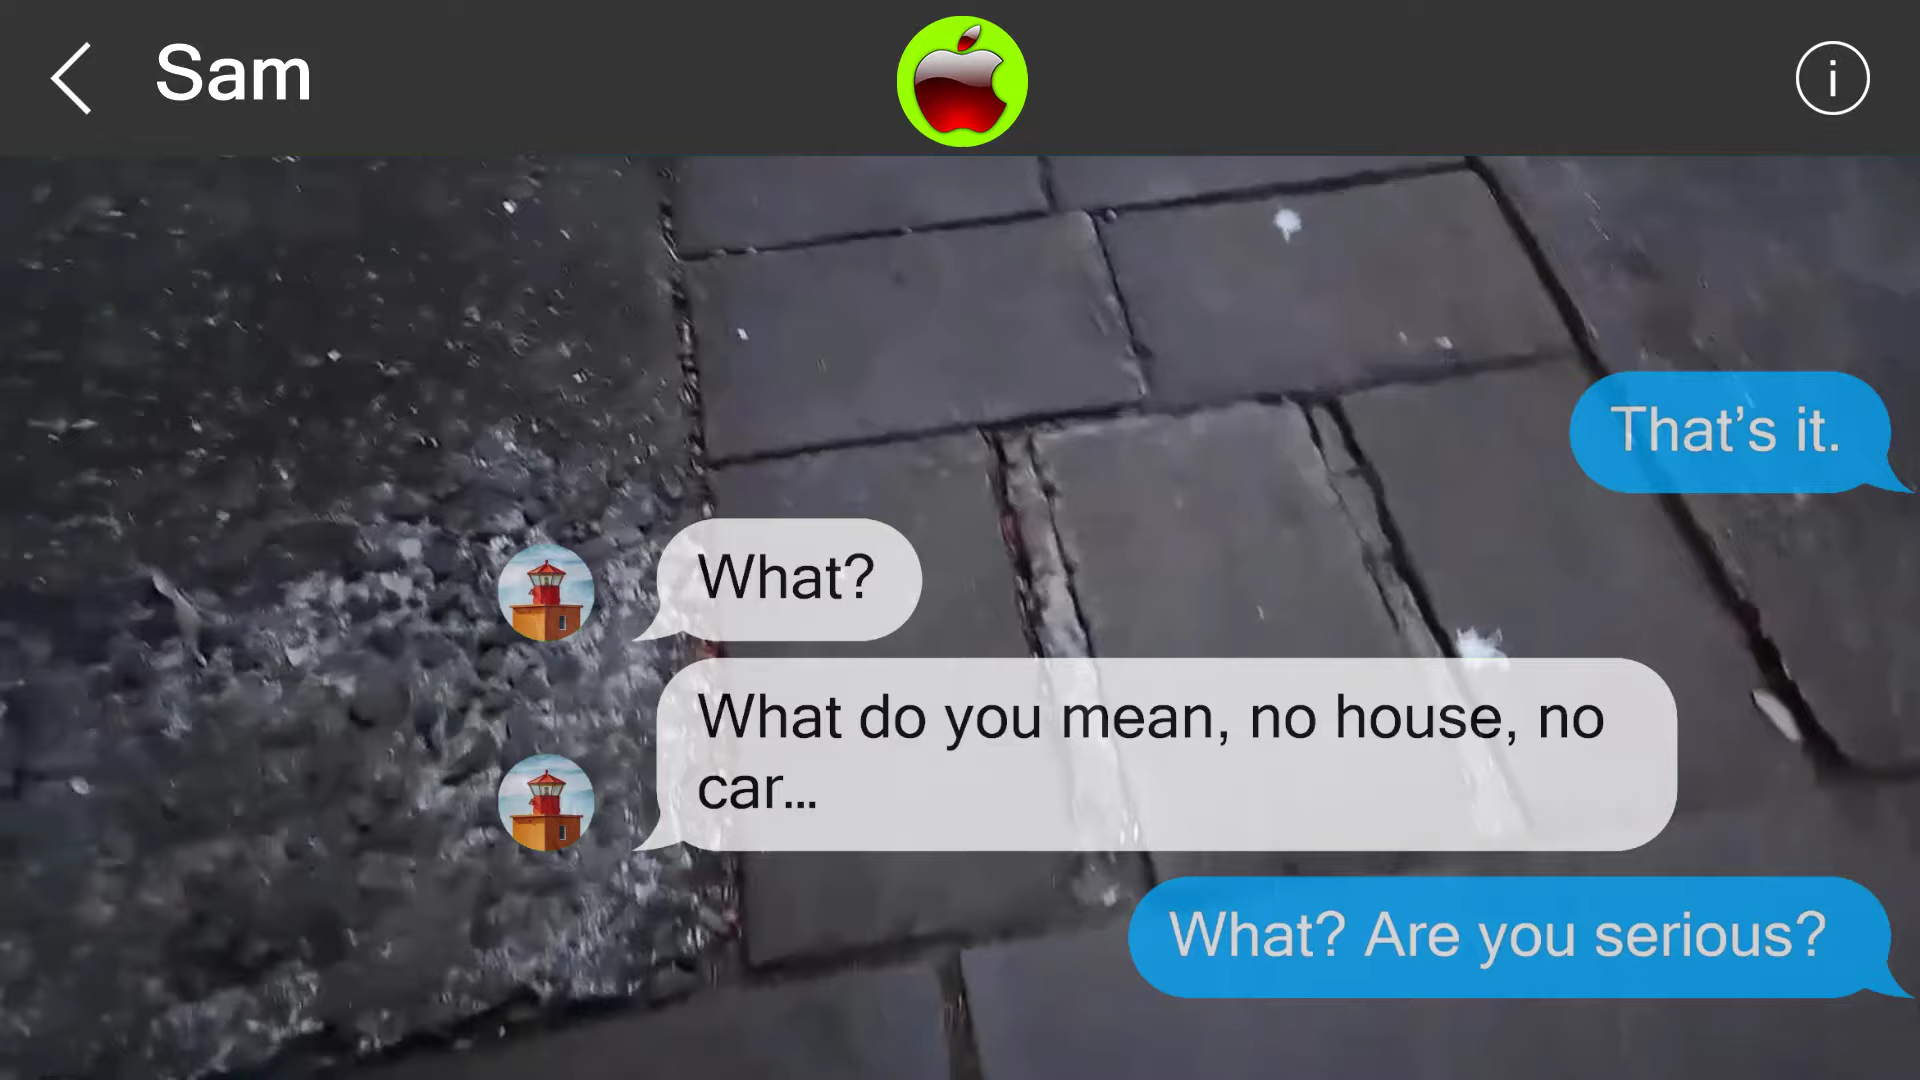 Sam
i
That’s it.
What?
What do you mean, no house, no
car...
What? Are you serious?